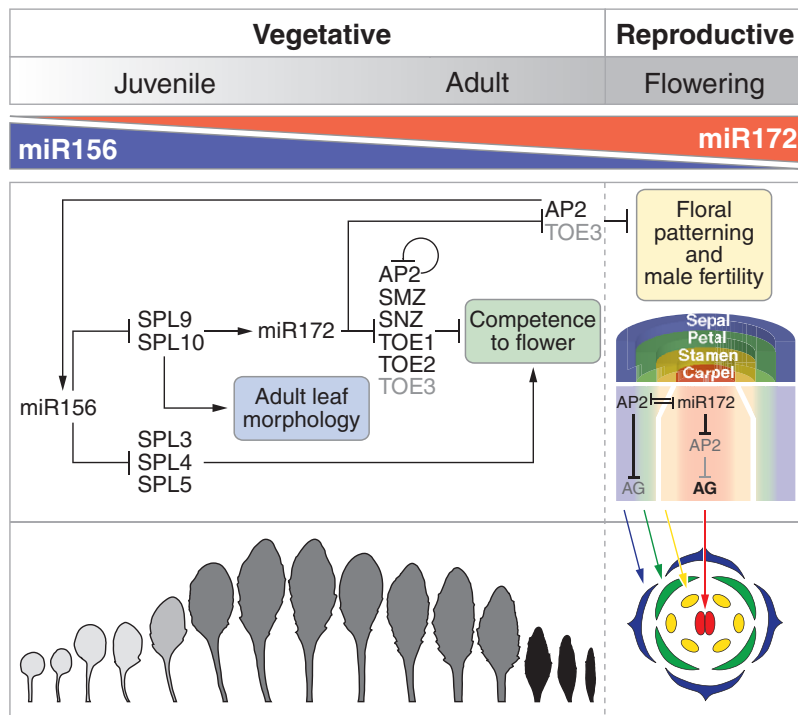 Vegetative
Reproductive
Juvenile
Adult
Flowering
miR156
miR172
AP2
TOE3
Floral
patterning
and
male fertility
AP2
SMZ
SNZ
TOE1
TOE2
TOE3
SPL9
SPL10
miR172
Competence
to flower
Adult leaf
morphology
miR156
SPL3
SPL4
SPL5
Sepal
Petal
Stamen
Carpel
AP2
miR172
AP2
AG
AG